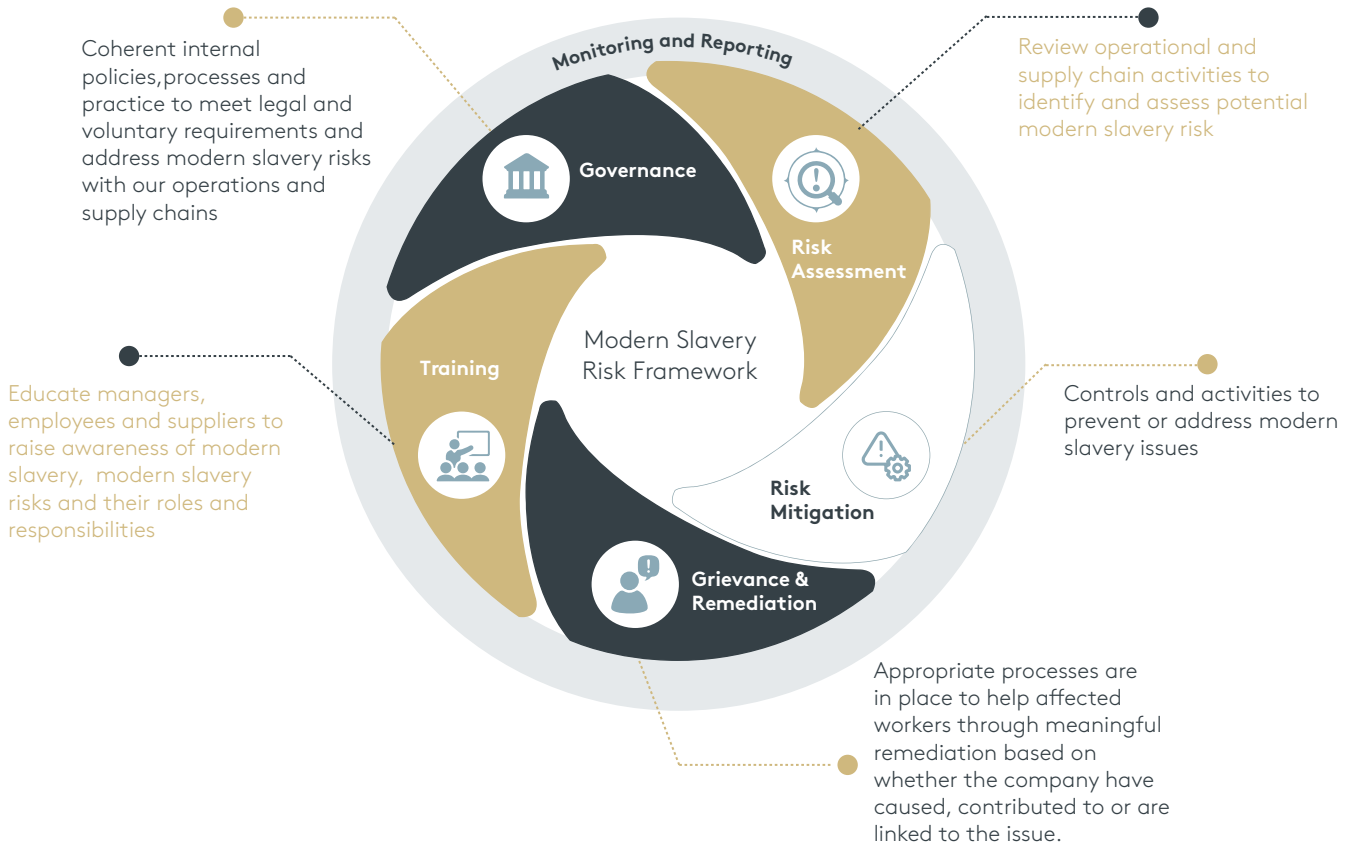 Monitoring and Reporting
Coherent internal
policies,processes and
practice to meet legal and
voluntary requirements and
address modern slavery risks
with our operations and
supply chains
Review operational and
supply chain activities to
identify and assess potential
modern slavery risk
Governance
Risk
Assessment
Modern Slavery
Risk Framework
Training
Educate managers,
employees and suppliers to
raise awareness of modern
slavery,  modern slavery
risks and their roles and
responsibilities
Controls and activities to
prevent or address modern
slavery issues
Risk
Mitigation
Grievance &
Remediation
Appropriate processes are
in place to help affected
workers through meaningful
remediation based on
whether the company have
caused, contributed to or are
linked to the issue.